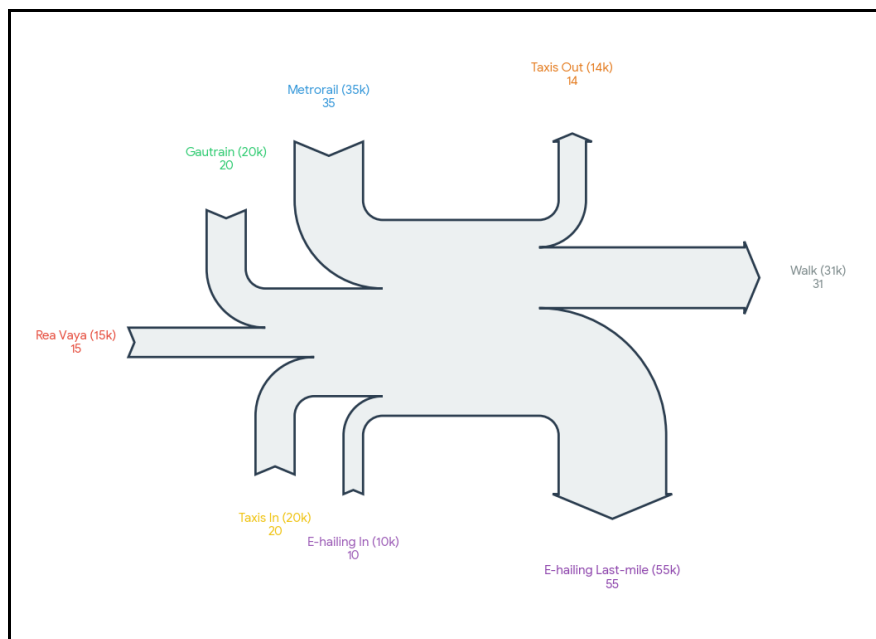 Taxis Out (14k)
14
Metrorail (35k)
35
Gautrain (20k)
20
Walk (31k)
31
Rea Vaya (15k)
15
Taxis In (20k)
20
E-hailing In (10k)
10
E-hailing Last-mile (55k)
55